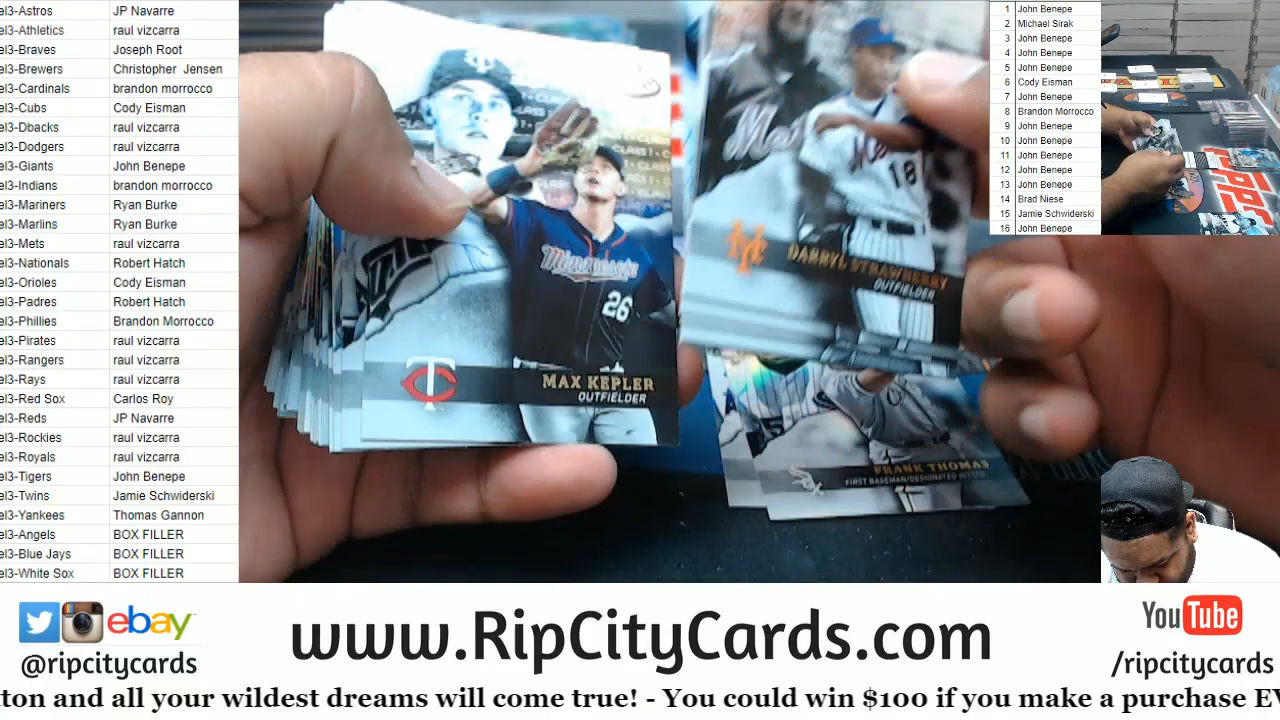 el3-Astros JP Navarre
el3-Athletics raul vizcarra
el3-Braves Joseph Root
el3-Brewers Christopher Jensen
el3-Cardinals brandon morrocco
el3-Cubs Cody Eisman
el3-Dbacks raul vizcarra
el3-Dodgers raul vizcarra
el3-Giants John Benepe
el3-Indians brandon morrocco
el3-Mariners Ryan Burke
el3-Marlins Ryan Burke
el3-Mets raul vizcarra
el3-Nationals Robert Hatch
el3-Orioles Cody Eisman
el3-Padres Robert Hatch
el3-Phillies Brandon Morrocco
el3-Pirates raul vizcarra
el3-Rangers raul vizcarra
el3-Rays raul vizcarra
el3-Red Sox Carlos Roy
el3-Reds JP Navarre
el3-Rockies raul vizcarra
el3-Royals raul vizcarra
el3-Tigers John Benepe
el3-Twins Jamie Schwiderski
el3-Yankees Thomas Gannon
el3-Angels BOX FILLER
el3-Blue Jays BOX FILLER
el3-White Sox BOX FILLER
Minnesota
26
TC
MAX KEPLER
OUTFIELDER
Mets
18
DARRYL STRAWBERRY
OUTFIELDER
Sox
FRANK THOMAS
FIRST BASEMAN/DESIGNATED HITTER
1 John Benepe
2 Michael Sirak
3 John Benepe
4 John Benepe
5 John Benepe
6 Cody Eisman
7 John Benepe
8 Brandon Morrocco
9 John Benepe
10 John Benepe
11 John Benepe
12 John Benepe
13 John Benepe
14 Brad Niese
15 Jamie Schwiderski
16 John Benepe
ebay
@ripcitycards
www.RipCityCards.com
YouTube
/ripcitycards
tton and all your wildest dreams will come true! - You could win $100 if you make a purchase EV